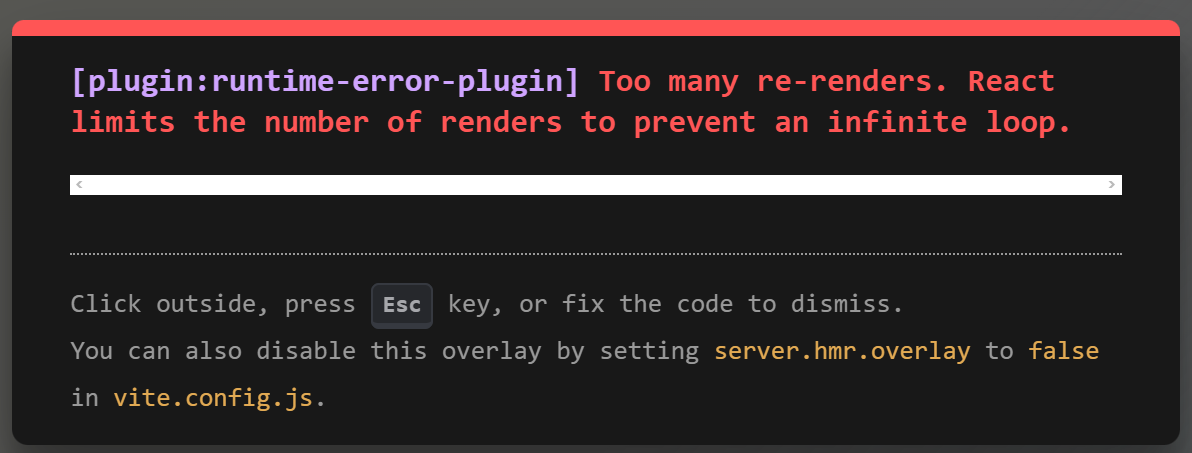 [plugin:runtime-error-plugin] Too many re-renders. React
limits the number of renders to prevent an infinite loop.
Click outside, press Esc key, or fix the code to dismiss.
You can also disable this overlay by setting server.hmr.overlay to false
in vite.config.js.